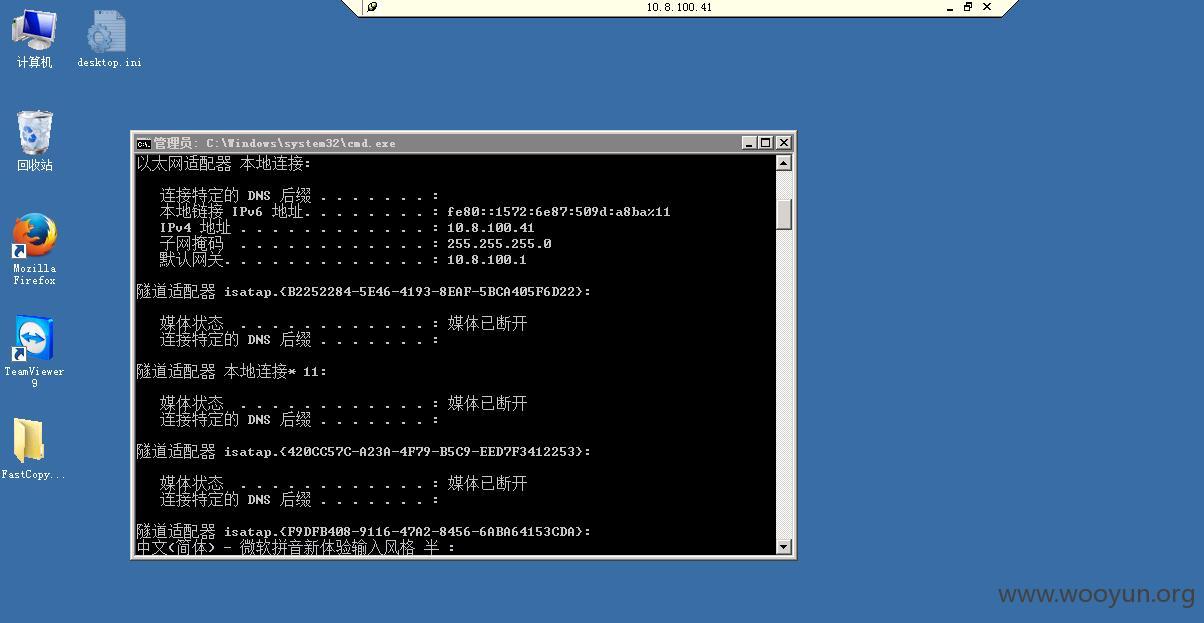 10.8.100.41
计算机
desktop.ini
回收站
Mozilla
Firefox
TeamViewer
9
FastCopy...
管理员: C:\Windows\system32\cmd.exe
以太网适配器 本地连接:
连接特定的 DNS 后缀 . . . . . . . :
本地链接 IPv6 地址. . . . . . . . : fe80::1572:6e87:509d:a8ba%11
IPv4 地址 . . . . . . . . . . . . : 10.8.100.41
子网掩码 . . . . . . . . . . . . : 255.255.255.0
默认网关. . . . . . . . . . . . . : 10.8.100.1
隧道适配器 isatap.{B2252284-5E46-4193-8EAF-5BCA405F6D22}:
媒体状态 . . . . . . . . . . . . : 媒体已断开
连接特定的 DNS 后缀 . . . . . . . :
隧道适配器 本地连接* 11:
媒体状态 . . . . . . . . . . . . : 媒体已断开
连接特定的 DNS 后缀 . . . . . . . :
隧道适配器 isatap.{420CC57C-A23A-4F79-B5C9-EED7F3412253}:
媒体状态 . . . . . . . . . . . . : 媒体已断开
连接特定的 DNS 后缀 . . . . . . . :
隧道适配器 isatap.{F9DFB408-9116-47A2-8456-6ABA64153CDA}:
中文(简体) - 微软拼音新体验输入风格 半 :
www.wooyun.org